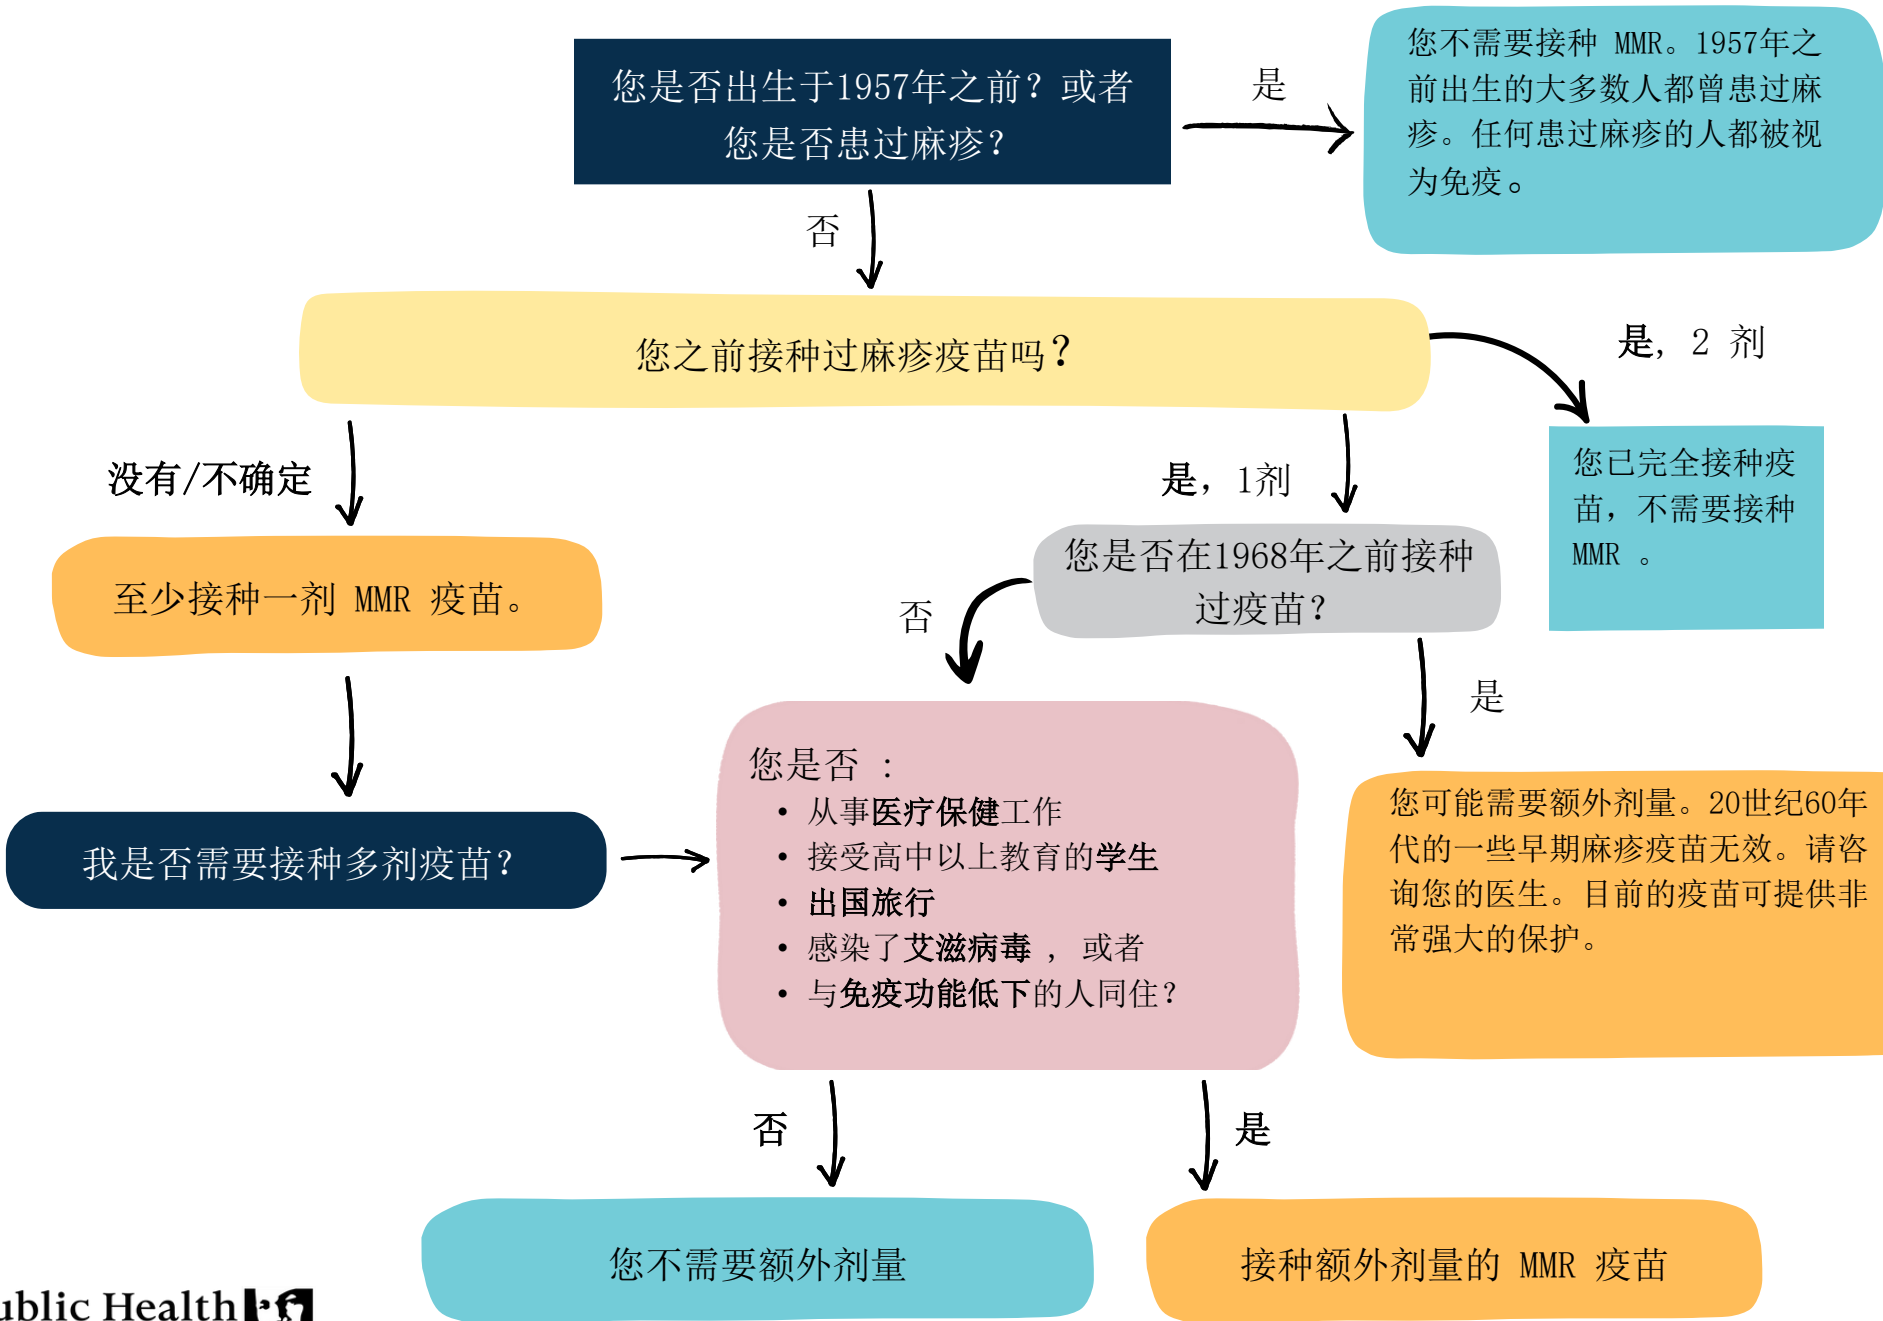 您是否出生于1957年之前？或者
您是否患过麻疹？
是
您不需要接种 MMR。1957年之
前出生的大多数人都曾患过麻
疹。任何患过麻疹的人都被视
为免疫。
否
您之前接种过麻疹疫苗吗？
是, 2 剂
没有/不确定
是，1剂
您已完全接种疫
苗，不需要接种
MMR 。
至少接种一剂 MMR 疫苗。
您是否在1968年之前接种
过疫苗？
否
是
我是否需要接种多剂疫苗？
您是否 ：
• 从事医疗保健工作
• 接受高中以上教育的学生
• 出国旅行
• 感染了艾滋病毒 ，或者
• 与免疫功能低下的人同住？
您可能需要额外剂量。20世纪60年
代的一些早期麻疹疫苗无效。请咨
询您的医生。目前的疫苗可提供非
常强大的保护。
否
是
您不需要额外剂量
接种额外剂量的 MMR 疫苗
ublic Health